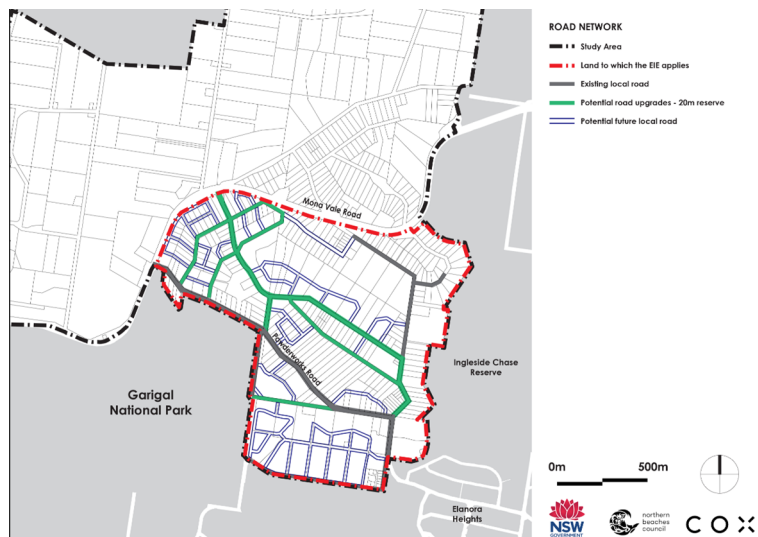 ROAD NETWORK
Study Area
Land to which the EIE applies
Existing local road
Potential road upgrades - 20m reserve
Potential future local road
Mona Vale Road
Powderworks Road
Ingleside Chase
Reserve
Garigal
National Park
Elanora
Heights
0m 500m
NSW
GOVERNMENT
northern
beaches
council
COX